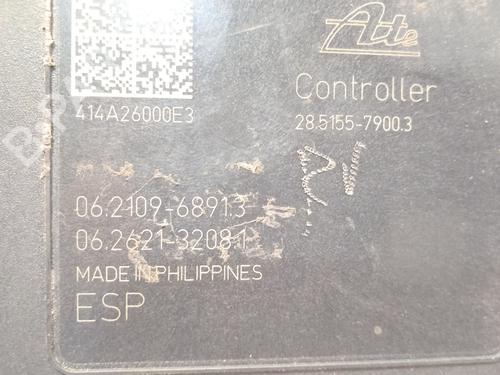 Ate
414A26000E3
Controller
28.5155-7900.3
06.2109-6891.3
06.2621-3208.1
MADE IN PHILIPPINES
ESP